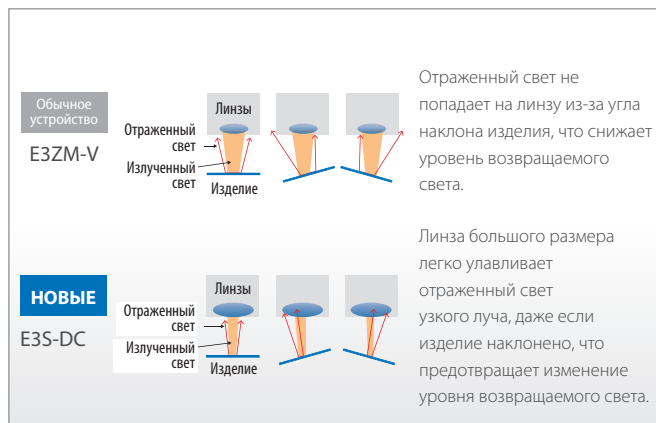 Обычное
устройство
E3ZM-V
Линзы
Отраженный
свет
Излученный
свет
Изделие
Отраженный свет не
попадает на линзу из-за угла
наклона изделия, что снижает
уровень возвращаемого
света.
НОВЫЕ
E3S-DC
Линзы
Отраженный
свет
Излученный
свет
Изделие
Линза большого размера
легко улавливает
отраженный свет
узкого луча, даже если
изделие наклонено, что
предотвращает изменение
уровня возвращаемого света.